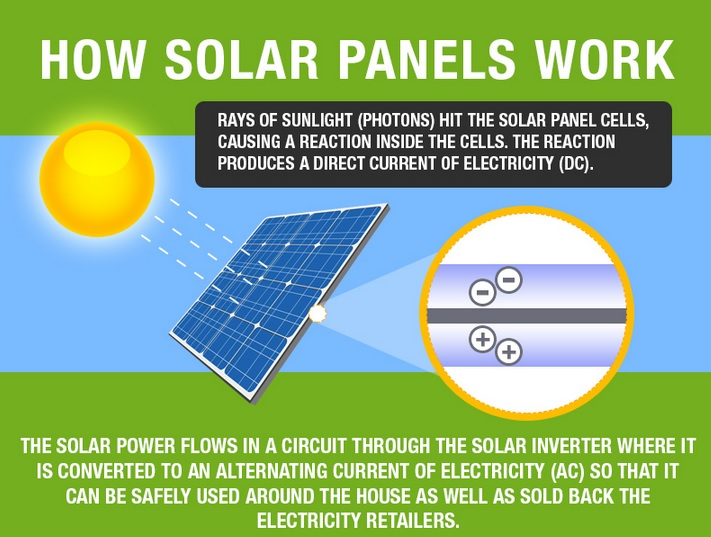 HOW SOLAR PANELS WORK
RAYS OF SUNLIGHT (PHOTONS) HIT THE SOLAR PANEL CELLS,
CAUSING A REACTION INSIDE THE CELLS. THE REACTION
PRODUCES A DIRECT CURRENT OF ELECTRICITY (DC).
THE SOLAR POWER FLOWS IN A CIRCUIT THROUGH THE SOLAR INVERTER WHERE IT
IS CONVERTED TO AN ALTERNATING CURRENT OF ELECTRICITY (AC) SO THAT IT
CAN BE SAFELY USED AROUND THE HOUSE AS WELL AS SOLD BACK THE
ELECTRICITY RETAILERS.